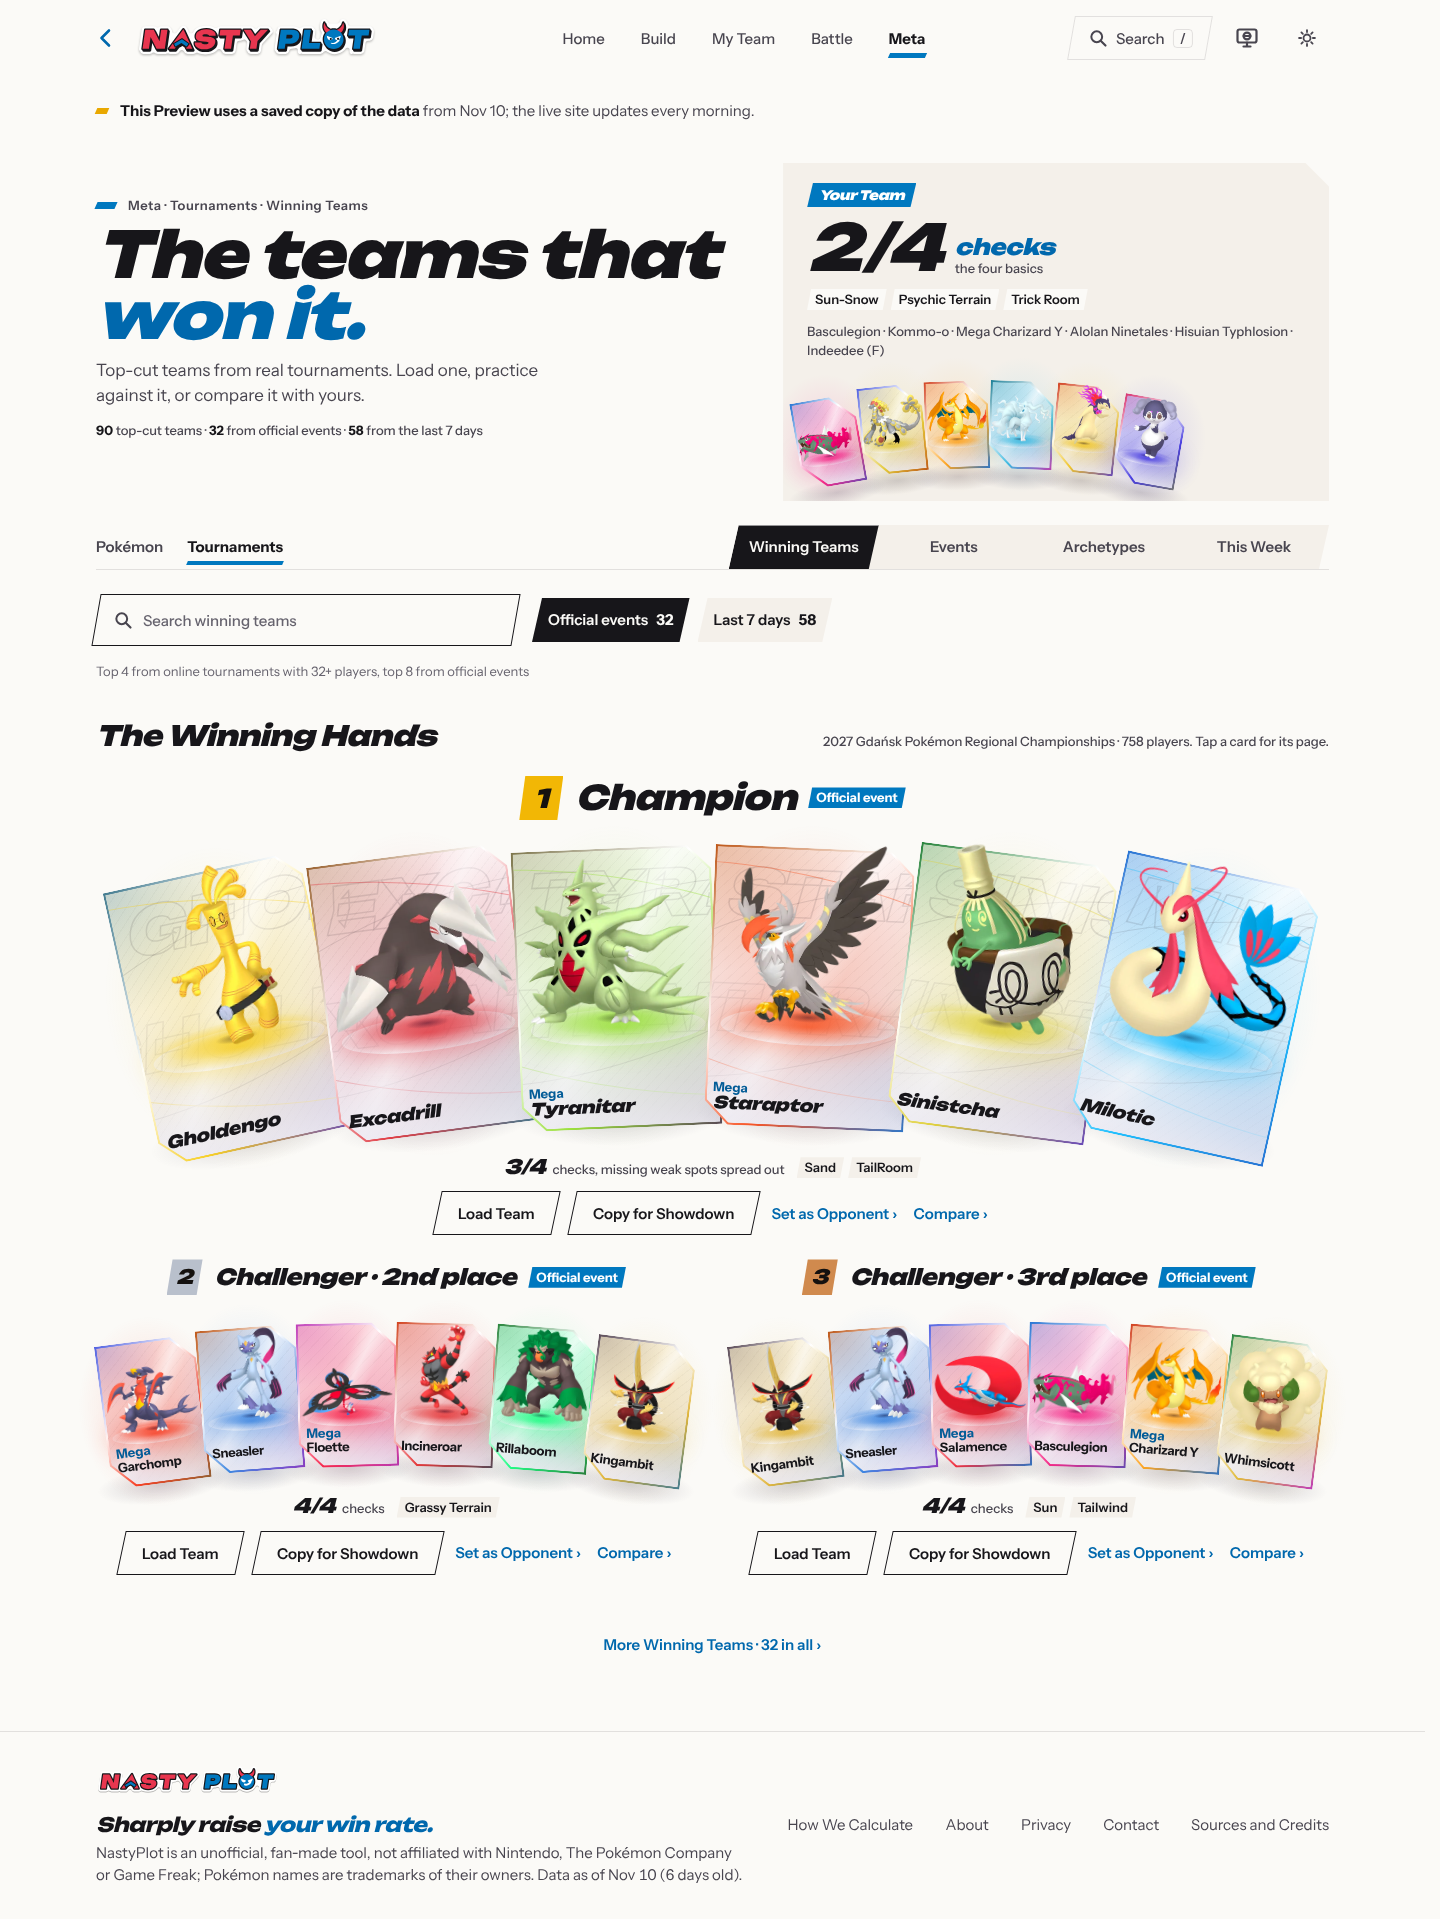 NASTY PLOT
Home
Build
My Team
Battle
Meta
Search /
This Preview uses a saved copy of the data from Nov 10; the live site updates every morning.
Meta · Tournaments · Winning Teams
The teams that
won it.
Top-cut teams from real tournaments. Load one, practice
against it, or compare it with yours.
90 top-cut teams · 32 from official events · 58 from the last 7 days
Your Team
2/4 checks
the four basics
Sun-Snow
Psychic Terrain
Trick Room
Basculegion · Kommo-o · Mega Charizard Y · Alolan Ninetales · Hisuian Typhlosion ·
Indeedee (F)
Pokémon
Tournaments
Winning Teams
Events
Archetypes
This Week
Search winning teams
Official events 32
Last 7 days 58
Top 4 from online tournaments with 32+ players, top 8 from official events
The Winning Hands
2027 Gdańsk Pokémon Regional Championships · 758 players. Tap a card for its page.
1 Champion Official event
Gholdengo
Excadrill
Mega
Tyranitar
Mega
Staraptor
Sinistcha
Milotic
3/4 checks, missing weak spots spread out
Sand
TailRoom
Load Team
Copy for Showdown
Set as Opponent ›
Compare ›
2 Challenger · 2nd place Official event
Mega
Garchomp
Sneasler
Mega
Floette
Incineroar
Rillaboom
Kingambit
4/4 checks
Grassy Terrain
Load Team
Copy for Showdown
Set as Opponent ›
Compare ›
3 Challenger · 3rd place Official event
Kingambit
Sneasler
Mega
Salamence
Basculegion
Mega
Charizard Y
Whimsicott
4/4 checks
Sun
Tailwind
Load Team
Copy for Showdown
Set as Opponent ›
Compare ›
More Winning Teams · 32 in all ›
NASTY PLOT
Sharply raise your win rate.
NastyPlot is an unofficial, fan-made tool, not affiliated with Nintendo, The Pokémon Company
or Game Freak; Pokémon names are trademarks of their owners. Data as of Nov 10 (6 days old).
How We Calculate
About
Privacy
Contact
Sources and Credits